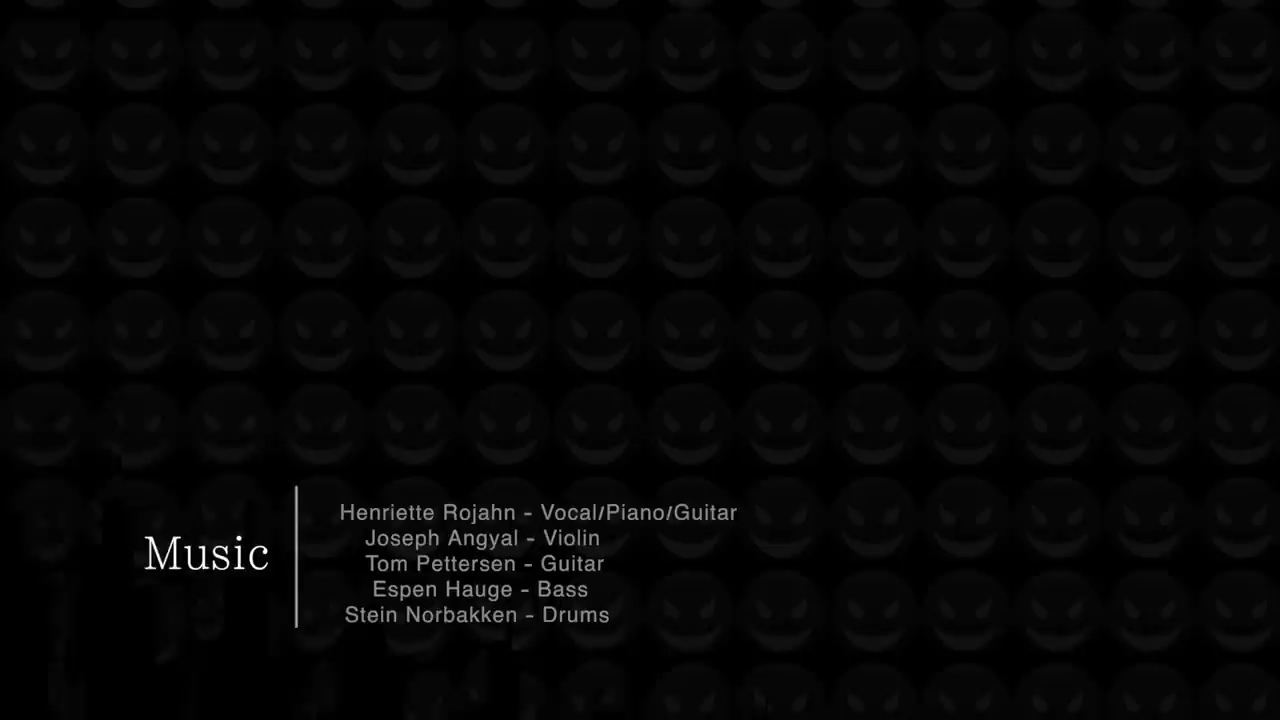 Music
Henriette Rojahn - Vocal/Piano/Guitar
Joseph Angyal - Violin
Tom Pettersen - Guitar
Espen Hauge - Bass
Stein Norbakken - Drums